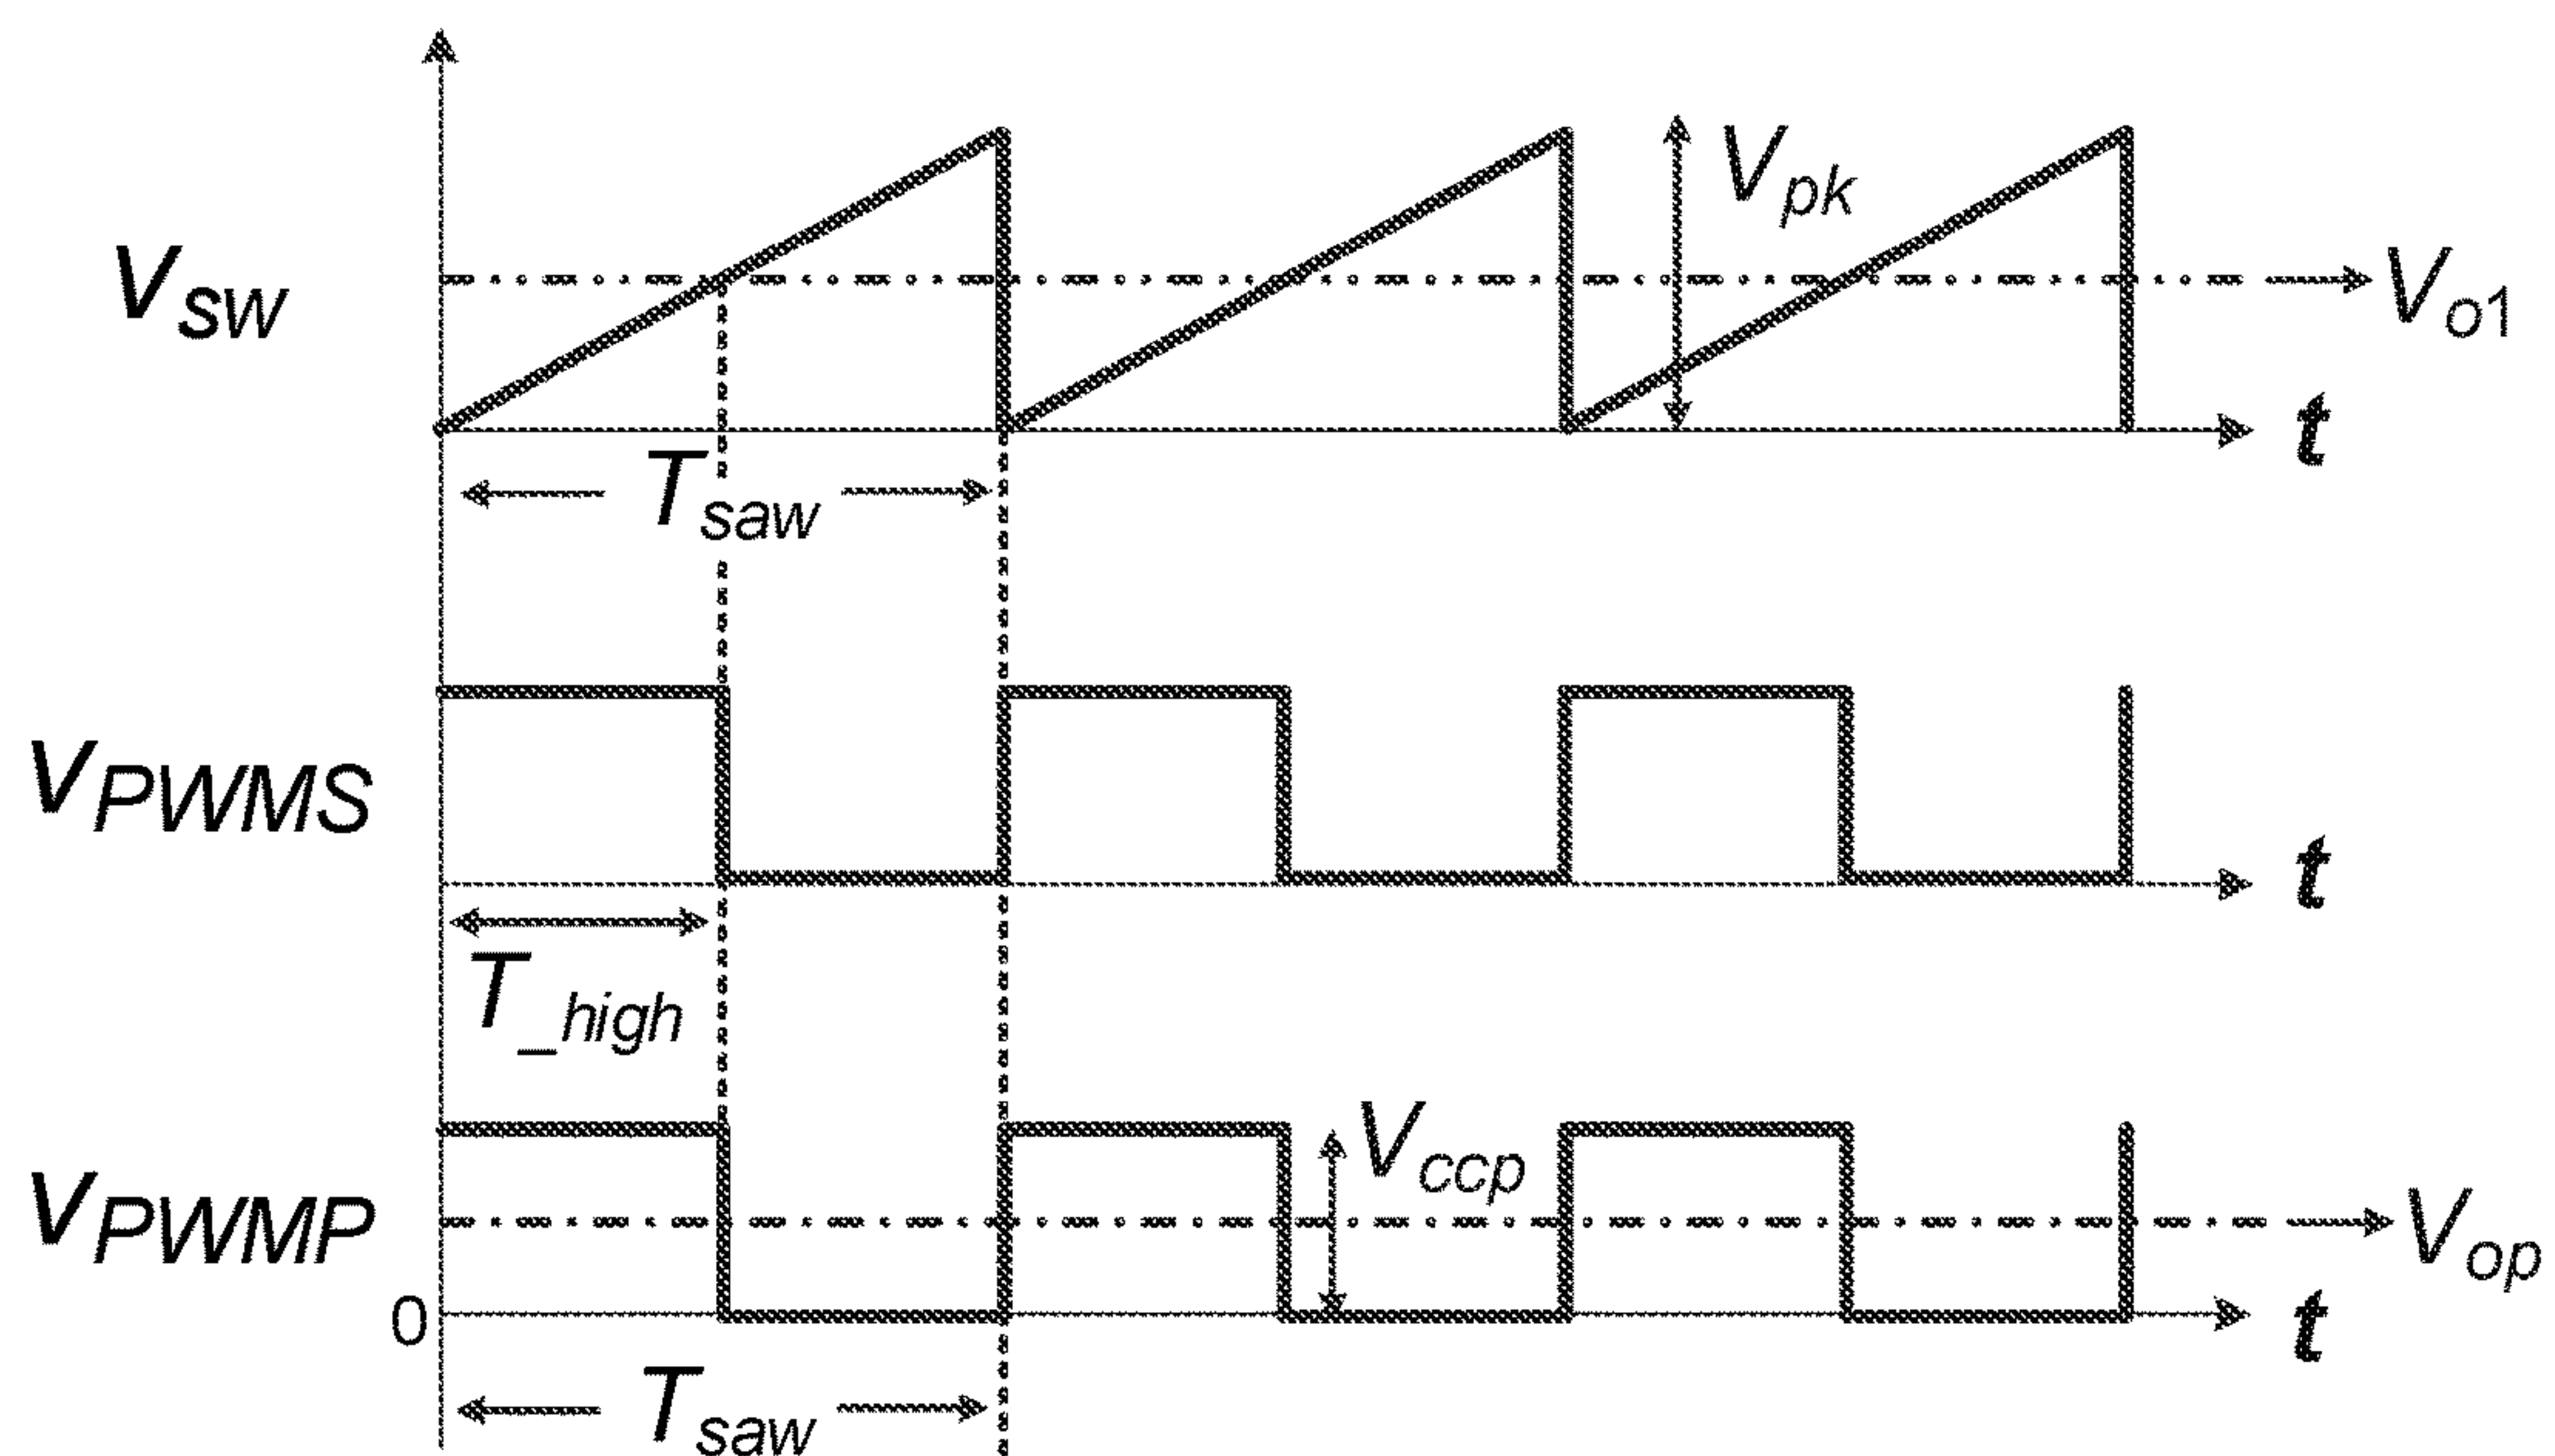 V_pk
V_sw
V_o1
t
T_saw
V_PWMS
t
T_high
V_ccp
V_PWMP
V_op
0
t
T_saw